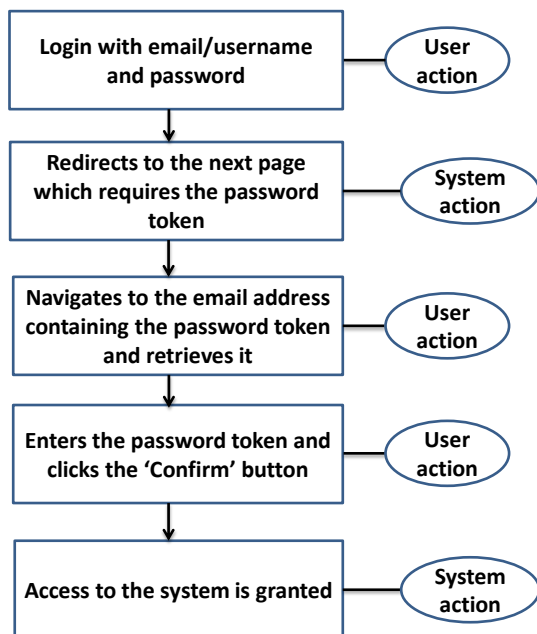 Login with email/username
and password
User
action
Redirects to the next page
which requires the password
token
System
action
Navigates to the email address
containing the password token
and retrieves it
User
action
Enters the password token and
clicks the ‘Confirm’ button
User
action
Access to the system is granted
System
action